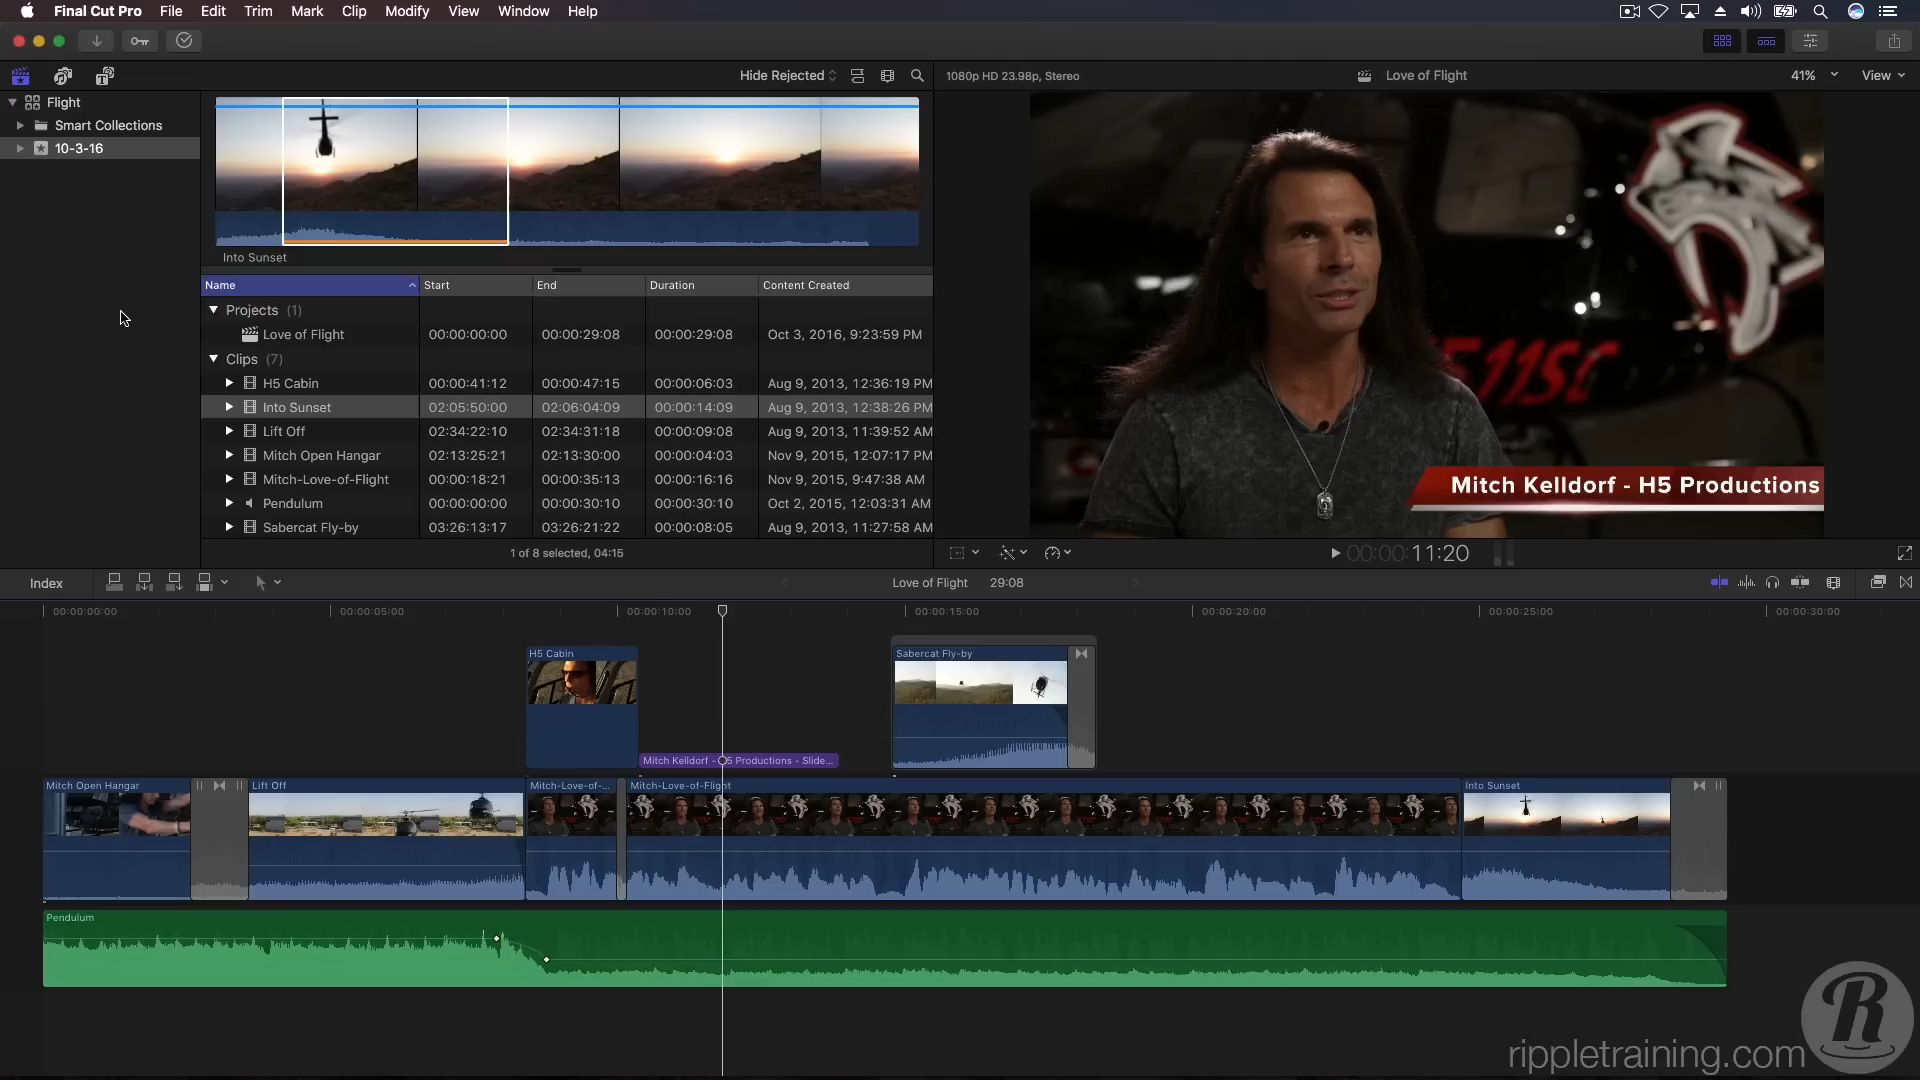 Final Cut Pro File Edit Trim Mark Clip Modify View Window Help
Hide Rejected
1080p HD 23.98p, Stereo
Love of Flight
41%
View
Flight
Smart Collections
10-3-16
Into Sunset
Name Start End Duration Content Created
Projects (1)
Love of Flight 00:00:00:00 00:00:29:08 00:00:29:08 Oct 3, 2016, 9:23:59 PM
Clips (7)
H5 Cabin 00:00:41:12 00:00:47:15 00:00:06:03 Aug 9, 2013, 12:36:19 PM
Into Sunset 02:05:50:00 02:06:04:09 00:00:14:09 Aug 9, 2013, 12:38:26 PM
Lift Off 02:34:22:10 02:34:31:18 00:00:09:08 Aug 9, 2013, 11:39:52 AM
Mitch Open Hangar 02:13:25:21 02:13:30:00 00:00:04:03 Nov 9, 2015, 12:07:17 PM
Mitch-Love-of-Flight 00:00:18:21 00:00:35:13 00:00:16:16 Nov 9, 2015, 9:47:38 AM
Pendulum 00:00:00:00 00:00:30:10 00:00:30:10 Oct 2, 2015, 12:03:31 AM
Sabercat Fly-by 03:26:13:17 03:26:21:22 00:00:08:05 Aug 9, 2013, 11:27:58 AM
1 of 8 selected, 04:15
511SC
Mitch Kelldorf - H5 Productions
00:00:11:20
Index
Love of Flight 29:08
00:00:00:00 00:00:05:00 00:00:10:00 00:00:15:00 00:00:20:00 00:00:25:00 00:00:30:00
H5 Cabin
Sabercat Fly-by
Mitch Kelldorf - H5 Productions - Slide...
Mitch Open Hangar
Lift Off
Mitch-Love-of-...
Mitch-Love-of-Flight
Into Sunset
Pendulum
R
rippletraining.com